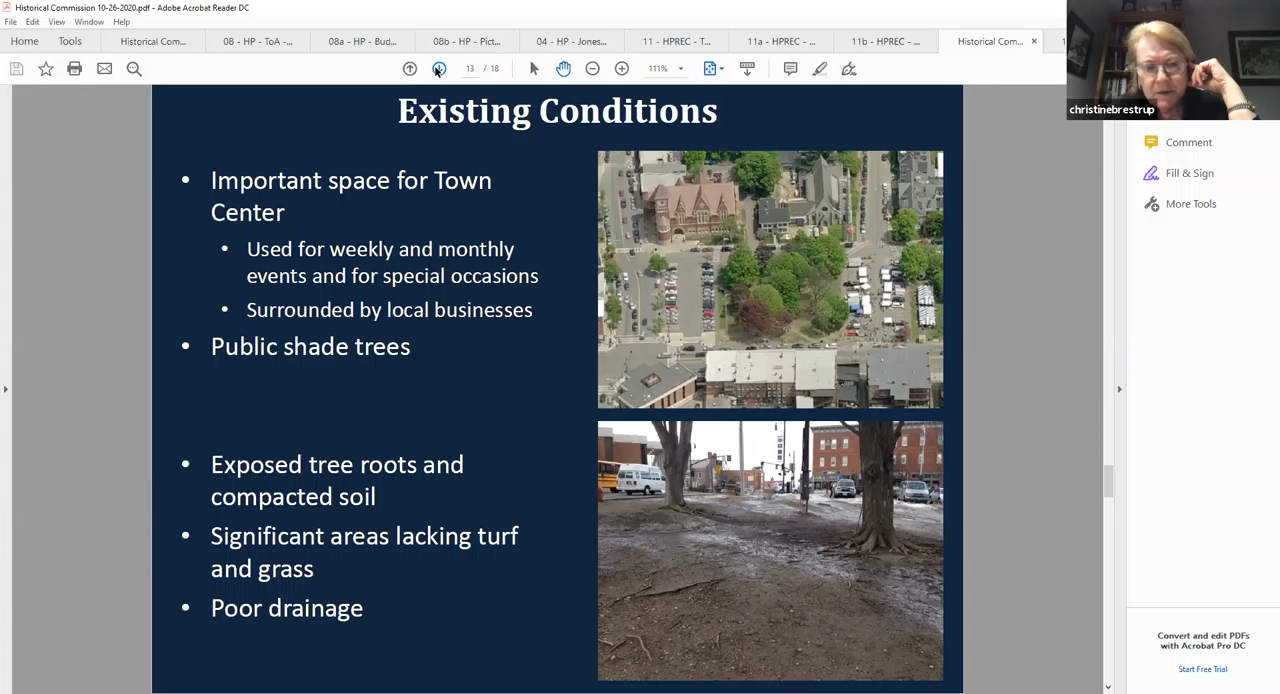 Historical Commission 10-26-2020.pdf - Adobe Acrobat Reader DC
File Edit View Window Help
Home Tools Historical Com... 08 - HP - ToA -... 08a - HP - Bud... 08b - HP - Pict... 04 - HP - Jones... 11 - HPREC - T... 11a - HPREC - ... 11b - HPREC - ... Historical Com... ×
13 / 18 111%
christinebrestrup
Existing Conditions
• Important space for Town
Center
• Used for weekly and monthly
events and for special occasions
• Surrounded by local businesses
• Public shade trees
• Exposed tree roots and
compacted soil
• Significant areas lacking turf
and grass
• Poor drainage
Comment
Fill & Sign
More Tools
Convert and edit PDFs
with Acrobat Pro DC
Start Free Trial